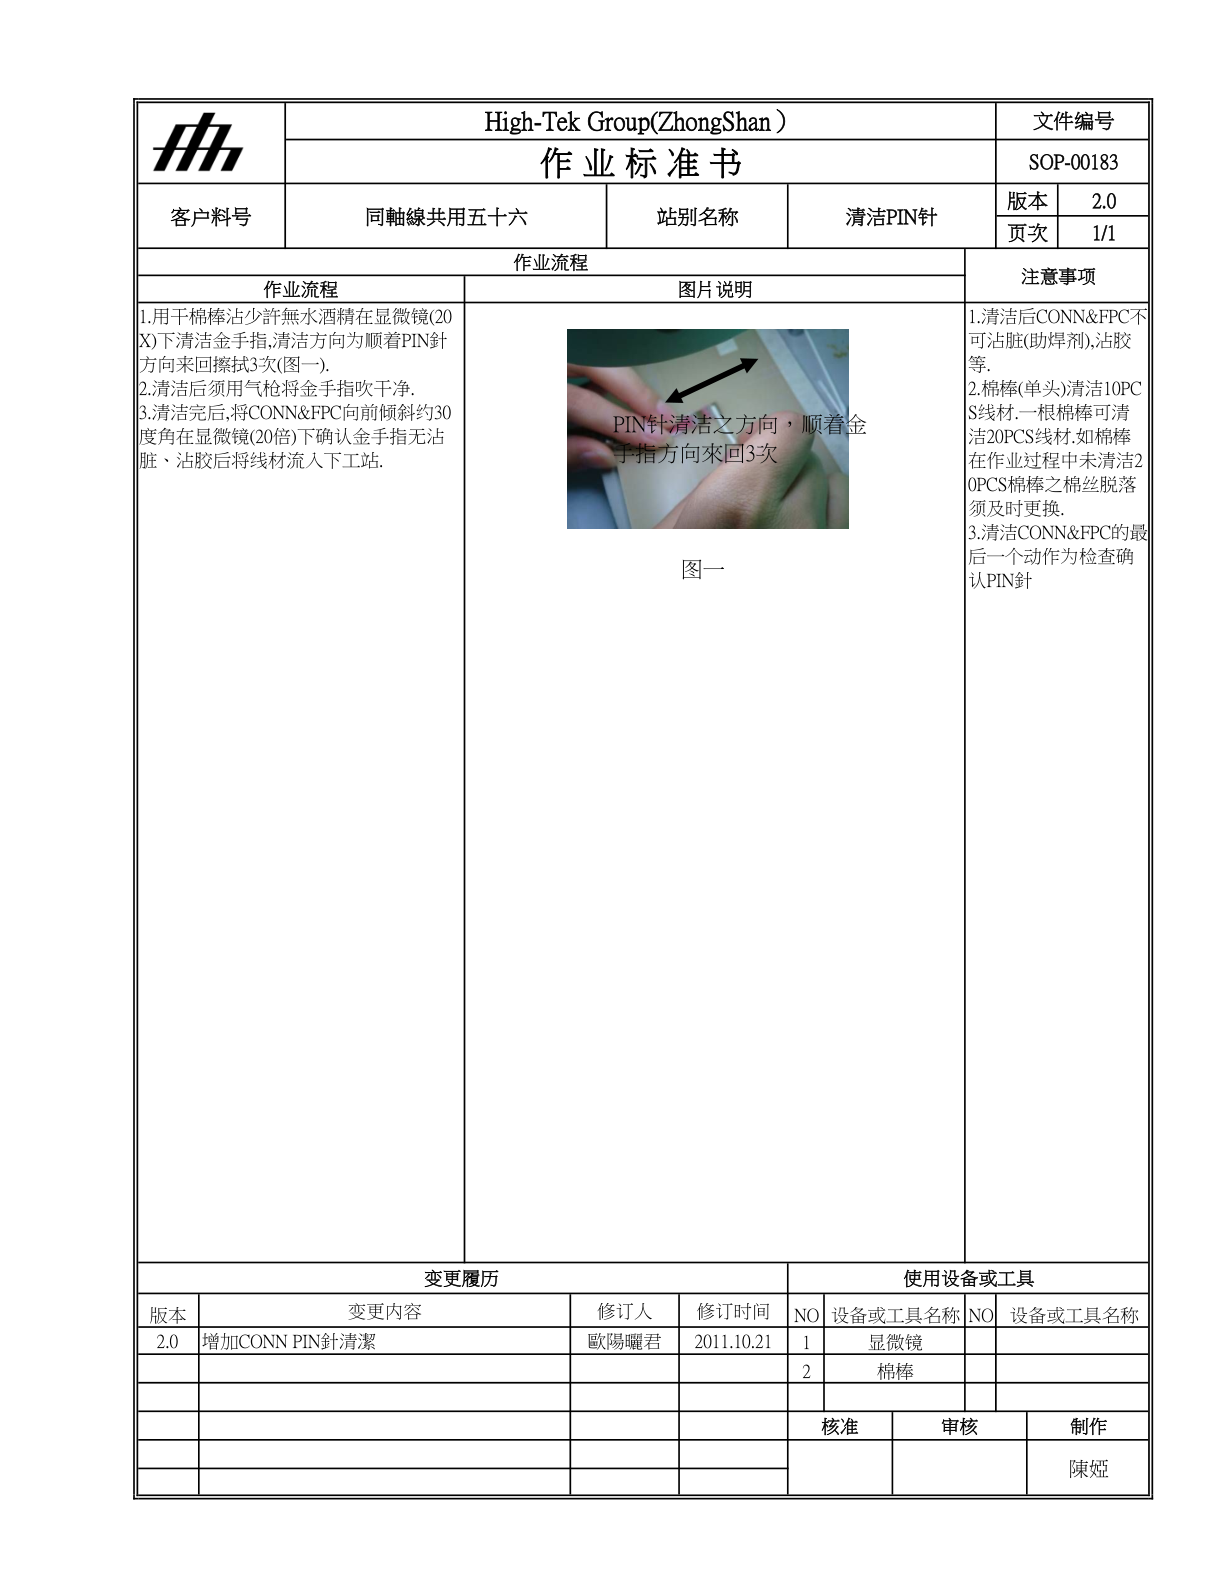 High-Tek Group(ZhongShan）
文件编号
作 业 标 准 书
SOP-00183
客户料号
同軸線共用五十六
站别名称
清洁PIN针
版本
2.0
页次
1/1
作业流程
注意事项
作业流程
图片说明
1.用干棉棒沾少許無水酒精在显微镜(20
X)下清洁金手指,清洁方向为顺着PIN針
方向来回擦拭3次(图一).
2.清洁后须用气枪将金手指吹干净.
3.清洁完后,将CONN&FPC向前倾斜约30
度角在显微镜(20倍)下确认金手指无沾
脏、沾胶后将线材流入下工站.
PIN针清洁之方向，顺着金
手指方向來回3次
图一
1.清洁后CONN&FPC不
可沾脏(助焊剂),沾胶
等.
2.棉棒(单头)清洁10PC
S线材.一根棉棒可清
洁20PCS线材.如棉棒
在作业过程中未清洁2
0PCS棉棒之棉丝脱落
须及时更换.
3.清洁CONN&FPC的最
后一个动作为检查确
认PIN針
变更履历
使用设备或工具
版本
变更内容
修订人
修订时间
NO
设备或工具名称
NO
设备或工具名称
2.0
增加CONN PIN針清潔
歐陽曬君
2011.10.21
1
显微镜
2
棉棒
核准
审核
制作
陳婭